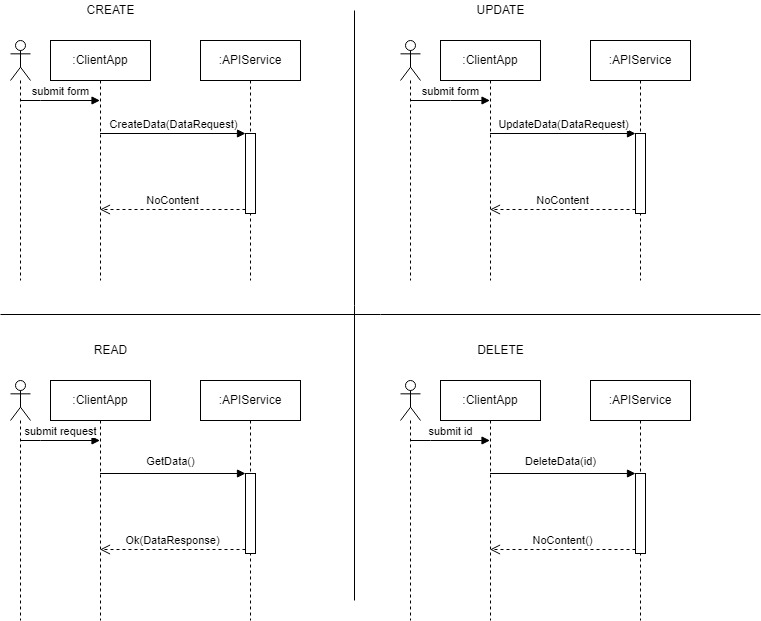 CREATE
:ClientApp
:APIService
submit form
CreateData(DataRequest)
NoContent
UPDATE
:ClientApp
:APIService
submit form
UpdateData(DataRequest)
NoContent
READ
:ClientApp
:APIService
submit request
GetData()
Ok(DataResponse)
DELETE
:ClientApp
:APIService
submit id
DeleteData(id)
NoContent()